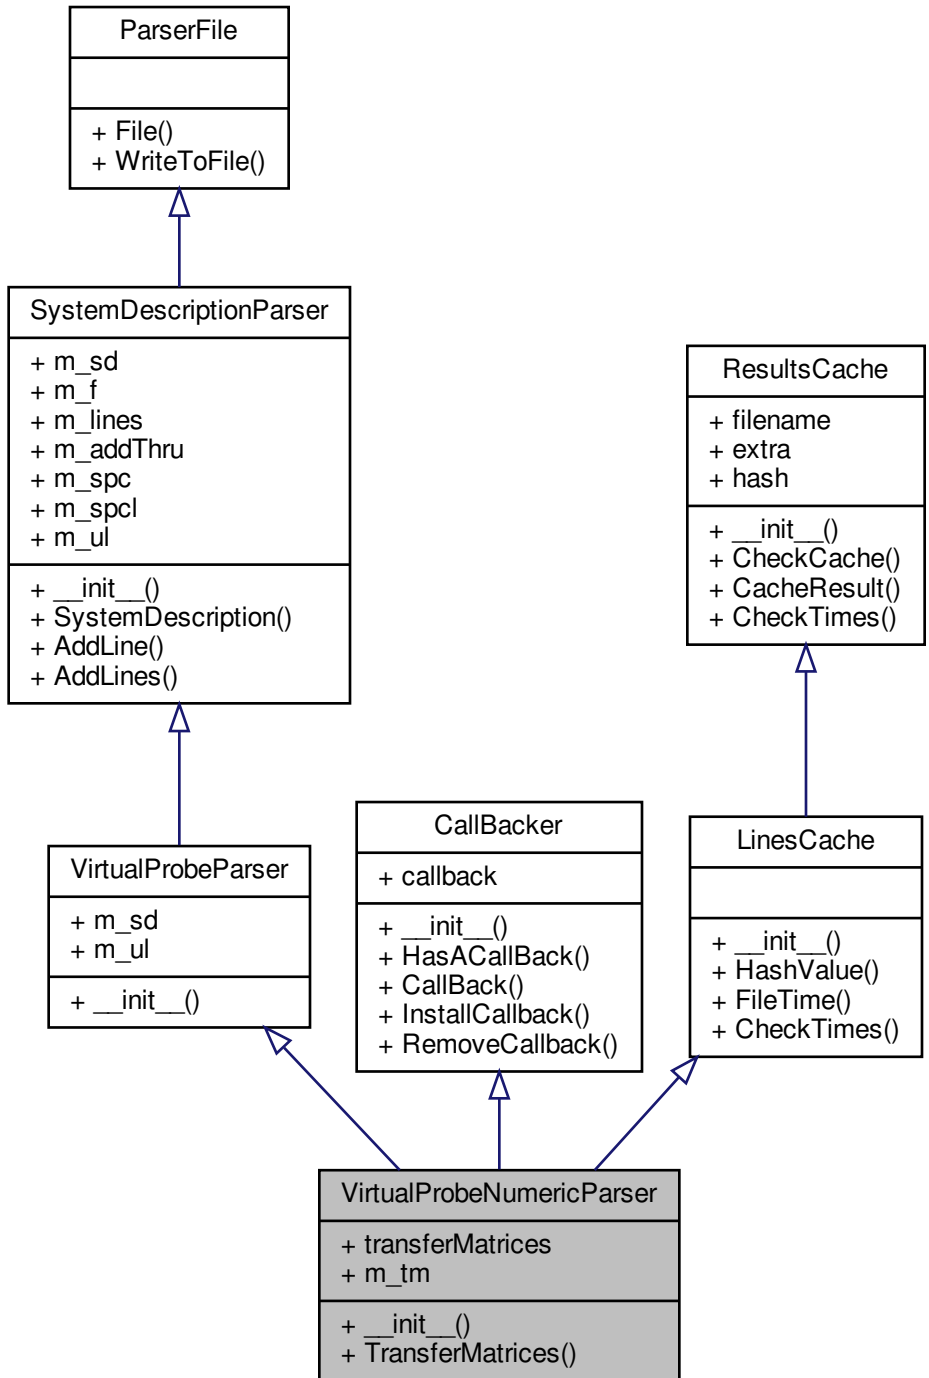 ParserFile
+ File()
+ WriteToFile()
SystemDescriptionParser
+ m_sd
+ m_f
+ m_lines
+ m_addThru
+ m_spc
+ m_spcl
+ m_ul
+ __init__()
+ SystemDescription()
+ AddLine()
+ AddLines()
ResultsCache
+ filename
+ extra
+ hash
+ __init__()
+ CheckCache()
+ CacheResult()
+ CheckTimes()
VirtualProbeParser
+ m_sd
+ m_ul
+ __init__()
CallBacker
+ callback
+ __init__()
+ HasACallBack()
+ CallBack()
+ InstallCallback()
+ RemoveCallback()
LinesCache
+ __init__()
+ HashValue()
+ FileTime()
+ CheckTimes()
VirtualProbeNumericParser
+ transferMatrices
+ m_tm
+ __init__()
+ TransferMatrices()